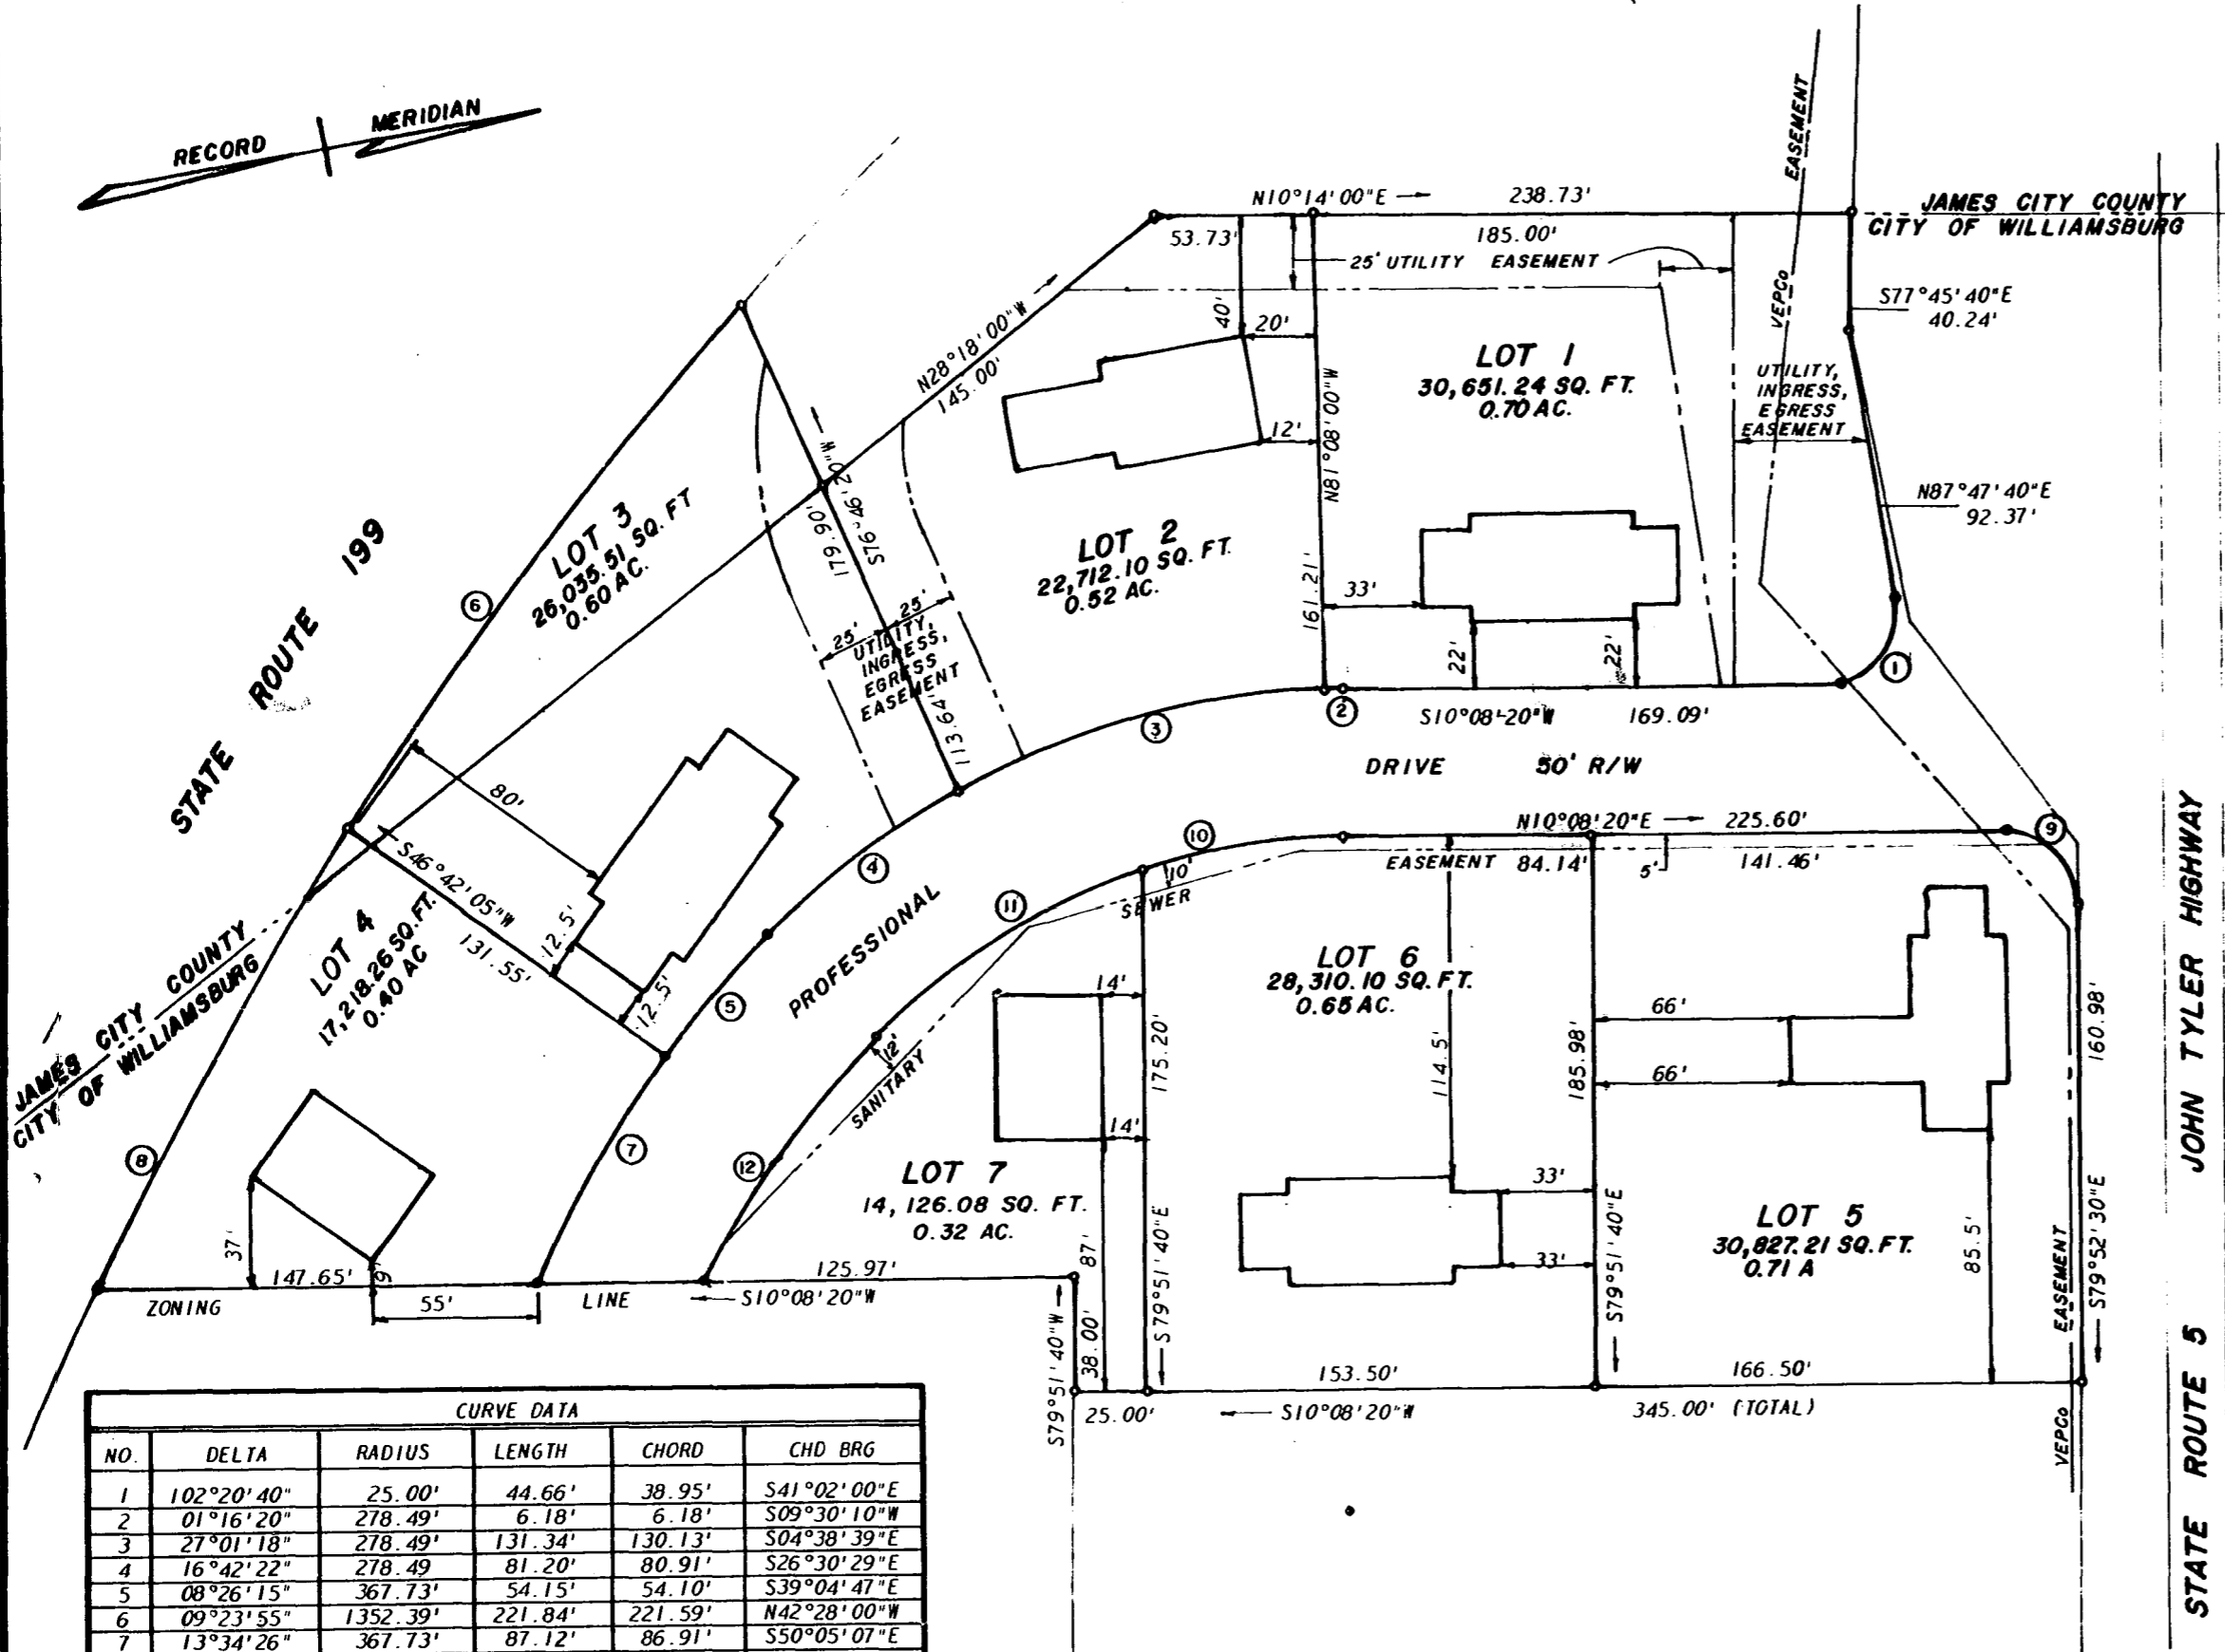 RECORD MERIDIAN
N10°14'00"E 238.73'
53.73' 185.00'
25' UTILITY EASEMENT
VEPCo EASEMENT
JAMES CITY COUNTY
CITY OF WILLIAMSBURG
S77°45'40"E
40.24'
N28°18'00"W
145.00'
40'
20'
12'
N81°08'00"W
161.21'
LOT 1
30,651.24 SQ. FT.
0.70 AC.
UTILITY,
INGRESS,
EGRESS
EASEMENT
N87°47'40"E
92.37'
STATE ROUTE 199
6
LOT 3
26,035.51 SQ. FT
0.60 AC.
S76°46'20"W
179.90'
113.64'
LOT 2
22,712.10 SQ. FT.
0.52 AC.
25' 25'
UTILITY,
INGRESS,
EGRESS
EASEMENT
33'
22'
22'
1
2
3
S10°08'20"W 169.09'
DRIVE 50' R/W
80'
4
5
12.5'
12.5'
S46°42'05"W
131.55'
PROFESSIONAL
N10°08'20"E 225.60'
9
10
11
EASEMENT 84.14'
5'
141.46'
10'
SEWER
12'
SANITARY
JAMES CITY COUNTY
CITY OF WILLIAMSBURG
LOT 4
17,218.26 SQ. FT.
0.40 AC
8
7
12
37'
9'
147.65'
55'
ZONING LINE
LOT 7
14,126.08 SQ. FT.
0.32 AC.
14'
14'
87'
125.97'
S10°08'20"W
S79°51'40"W
38.00'
25.00'
175.20'
S79°51'40"E
LOT 6
28,310.10 SQ. FT.
0.65 AC.
114.5'
33'
33'
185.98'
S79°51'40"E
66'
66'
LOT 5
30,827.21 SQ. FT.
0.71 A
85.5'
160.98'
S79°52'30"E
VEPCo EASEMENT
153.50' 166.50'
S10°08'20"W 345.00' (TOTAL)
STATE ROUTE 5 JOHN TYLER HIGHWAY
CURVE DATA
NO. DELTA RADIUS LENGTH CHORD CHD BRG
1 102°20'40" 25.00' 44.66' 38.95' S41°02'00"E
2 01°16'20" 278.49' 6.18' 6.18' S09°30'10"W
3 27°01'18" 278.49' 131.34' 130.13' S04°38'39"E
4 16°42'22" 278.49 81.20' 80.91' S26°30'29"E
5 08°26'15" 367.73' 54.15' 54.10' S39°04'47"E
6 09°23'55" 1352.39' 221.84' 221.59' N42°28'00"W
7 13°34'26" 367.73' 87.12' 86.91' S50°05'07"E